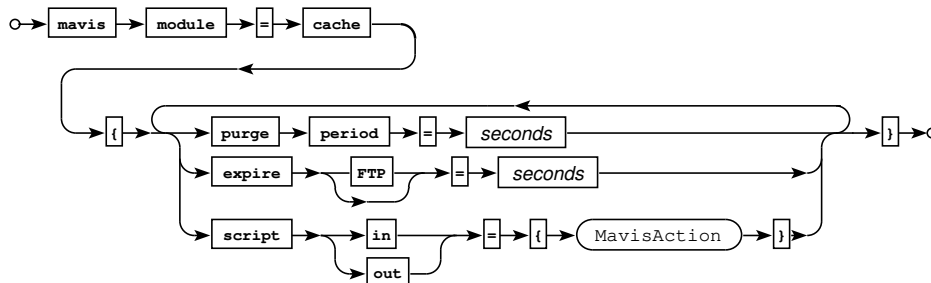 mavis module = cache
{ purge period = seconds }
expire FTP = seconds
script in = { MavisAction }
out